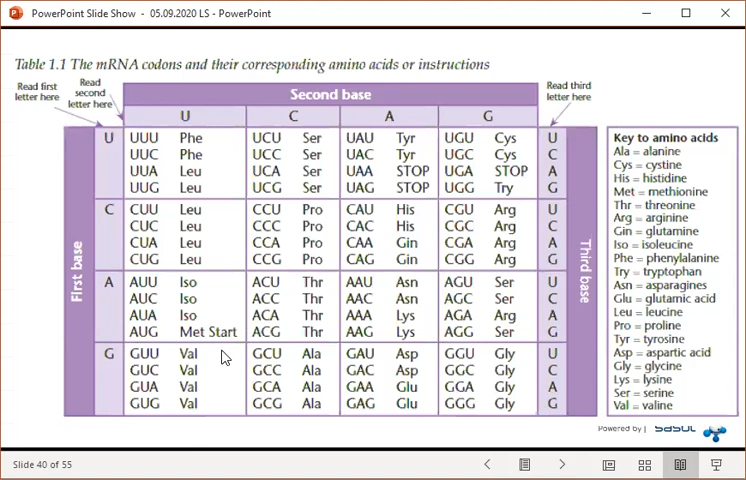 PowerPoint Slide Show - 05.09.2020 LS - PowerPoint
Table 1.1 The mRNA codons and their corresponding amino acids or instructions
Read first letter here
Read second letter here
Second base
Read third letter here
U C A G
First base
U UUU Phe UCU Ser UAU Tyr UGU Cys U
UUC Phe UCC Ser UAC Tyr UGC Cys C
UUA Leu UCA Ser UAA STOP UGA STOP A
UUG Leu UCG Ser UAG STOP UGG Try G
C CUU Leu CCU Pro CAU His CGU Arg U
CUC Leu CCC Pro CAC His CGC Arg C
CUA Leu CCA Pro CAA Gin CGA Arg A
CUG Leu CCG Pro CAG Gin CGG Arg G
A AUU Iso ACU Thr AAU Asn AGU Ser U
AUC Iso ACC Thr AAC Asn AGC Ser C
AUA Iso ACA Thr AAA Lys AGA Arg A
AUG Met Start ACG Thr AAG Lys AGG Ser G
G GUU Val GCU Ala GAU Asp GGU Gly U
GUC Val GCC Ala GAC Asp GGC Gly C
GUA Val GCA Ala GAA Glu GGA Gly A
GUG Val GCG Ala GAG Glu GGG Gly G
Third base
Key to amino acids
Ala = alanine
Cys = cystine
His = histidine
Met = methionine
Thr = threonine
Arg = arginine
Gin = glutamine
Iso = isoleucine
Phe = phenylalanine
Try = tryptophan
Asn = asparagines
Glu = glutamic acid
Leu = leucine
Pro = proline
Tyr = tyrosine
Asp = aspartic acid
Gly = glycine
Lys = lysine
Ser = serine
Val = valine
Powered by | sasol
Slide 40 of 55